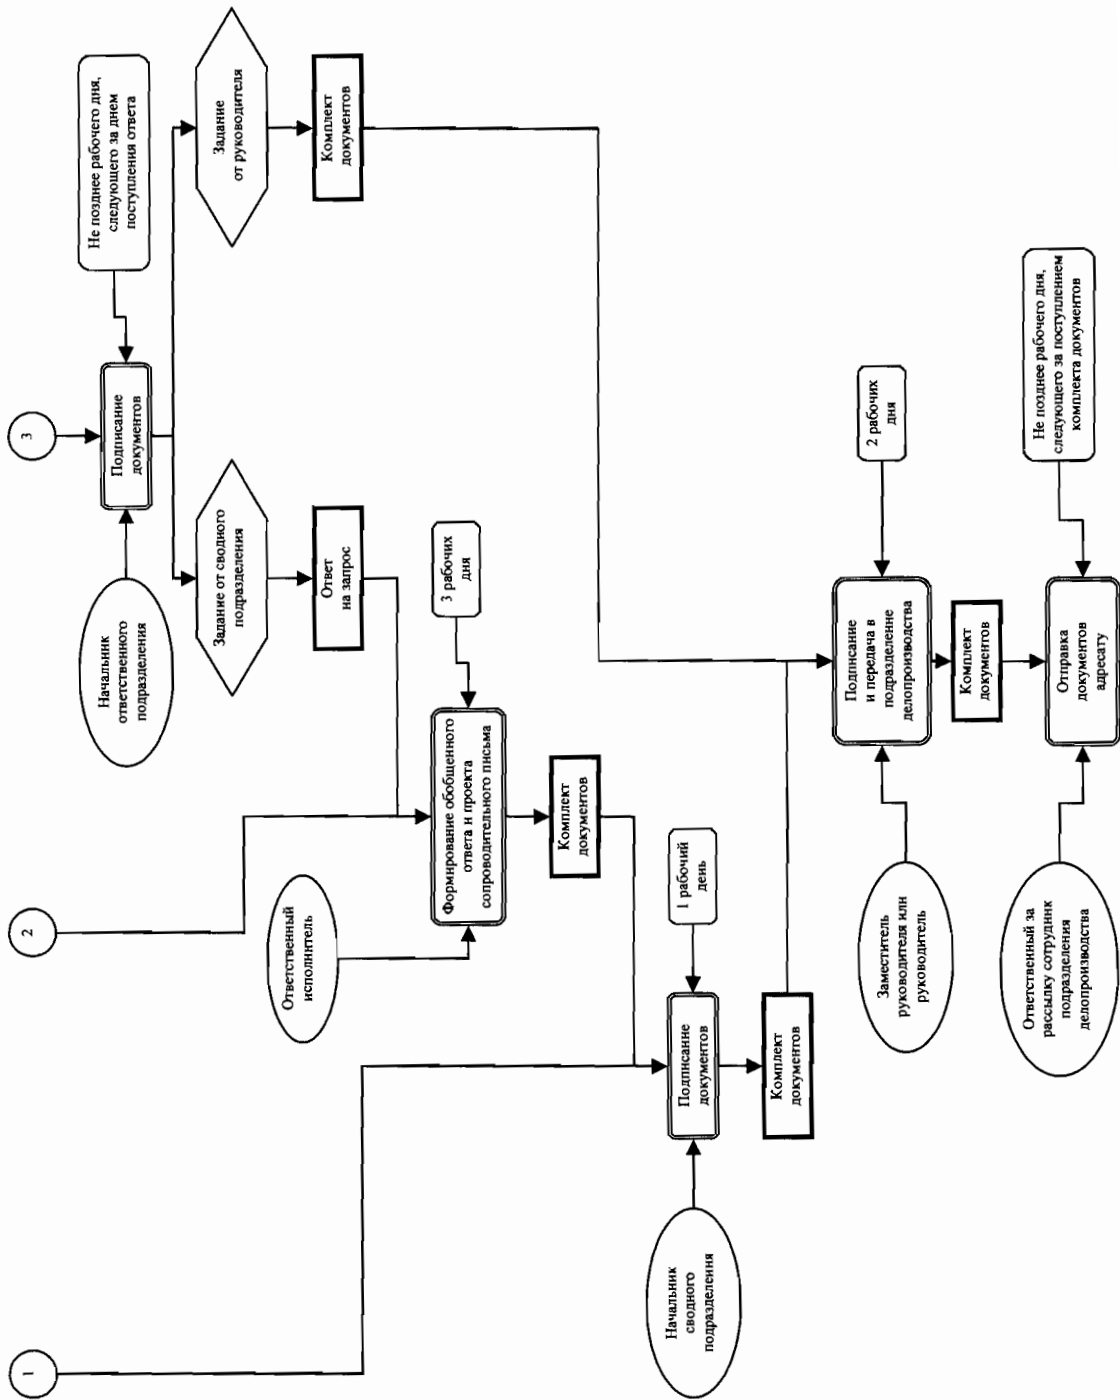 1
2
3
Начальник
ответственного
подразделения
Подписание
документов
Не позднее рабочего дня,
следующего за днем
поступления ответа
Задание от сводного
подразделения
Задание
от руководителя
Ответ
на запрос
Комплект
документов
Ответственный
исполнитель
Формирование обобщенного
ответа и проекта
сопроводительного письма
3 рабочих
дня
Комплект
документов
Начальник
сводного
подразделения
Подписание
документов
1 рабочий
день
Комплект
документов
Заместитель
руководителя или
руководитель
Подписание
и передача в
подразделение
делопроизводства
2 рабочих
дня
Комплект
документов
Ответственный за
рассылку сотрудник
подразделения
делопроизводства
Отправка
документов
адресату
Не позднее рабочего дня,
следующего за поступлением
комплекта документов